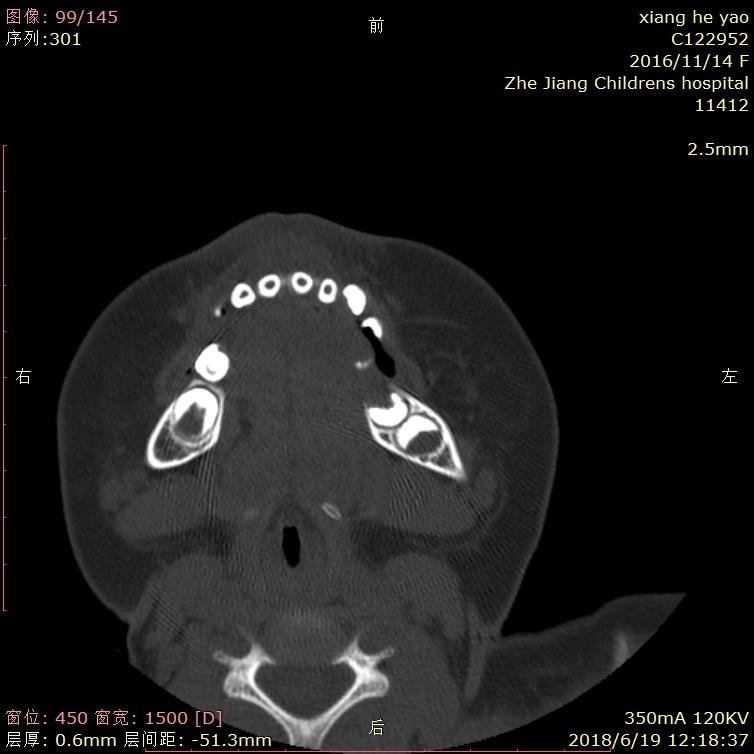 图像: 99/145
序列:301
前
xiang he yao
C122952
2016/11/14 F
Zhe Jiang Childrens hospital
11412
2.5mm
右
左
窗位: 450 窗宽: 1500 [D]
层厚: 0.6mm 层间距: -51.3mm
后
350mA 120KV
2018/6/19 12:18:37